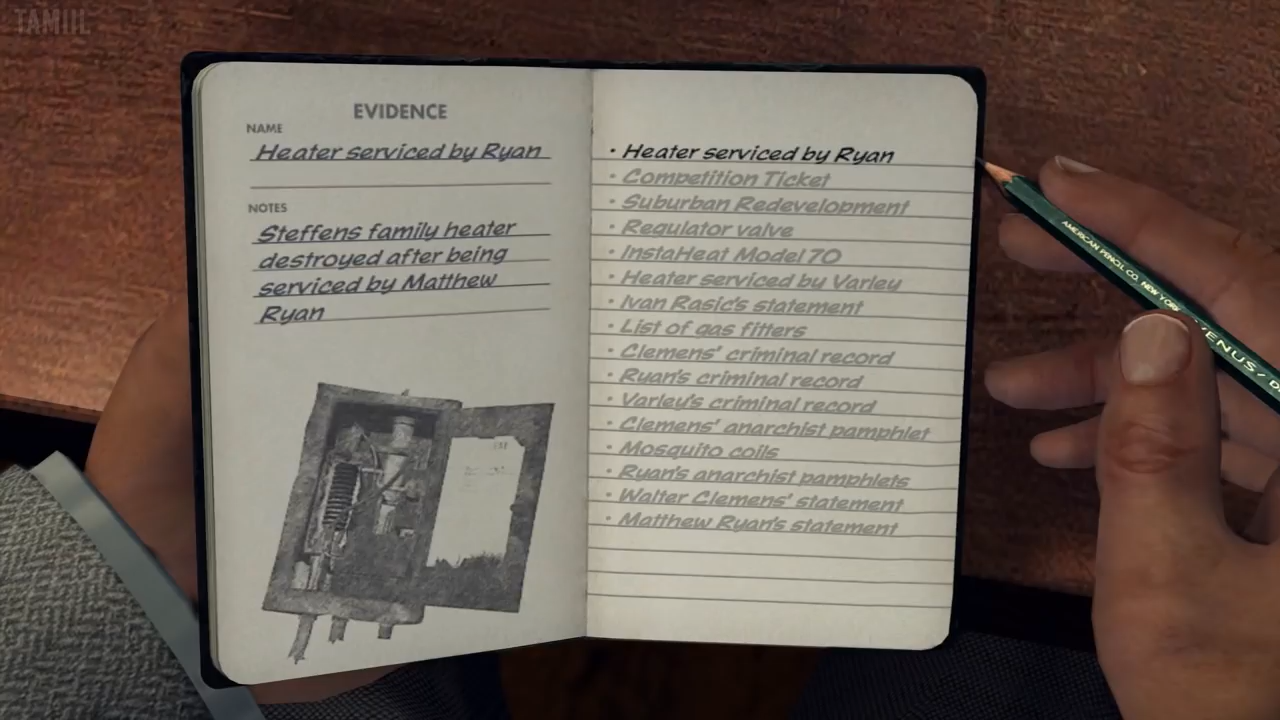 TAMIIL
EVIDENCE
NAME
Heater serviced by Ryan
NOTES
Steffens family heater
destroyed after being
serviced by Matthew
Ryan
• Heater serviced by Ryan
• Competition Ticket
• Suburban Redevelopment
• Regulator valve
• InstaHeat Model 70
• Heater serviced by Varley
• Ivan Rasic's statement
• List of gas fitters
• Clemens' criminal record
• Ryan's criminal record
• Varley's criminal record
• Clemens' anarchist pamphlet
• Mosquito coils
• Ryan's anarchist pamphlets
• Walter Clemens' statement
• Matthew Ryan's statement
AMERICAN PENCIL CO. NEW YORK
VENUS